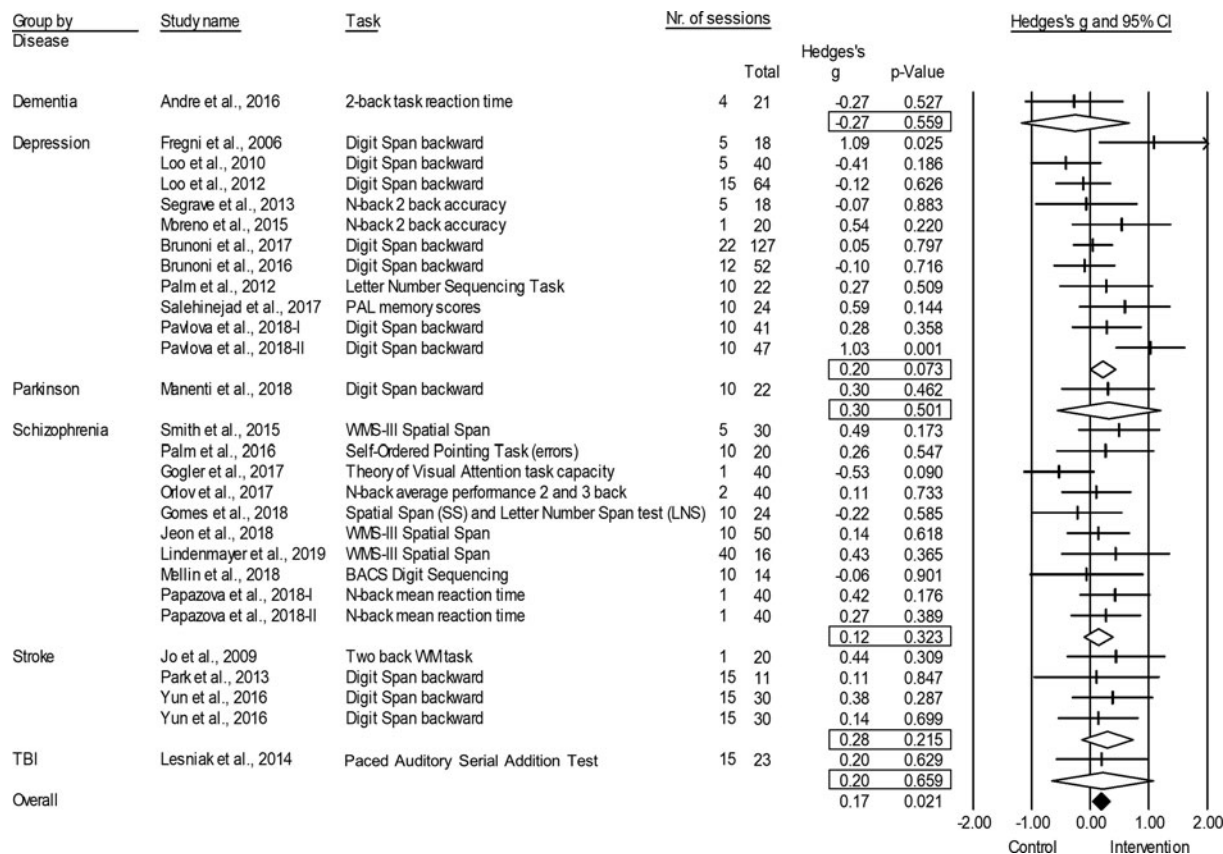 Group by Study name Task Nr. of sessions Hedges's g and 95% CI
Disease
Hedges's
Total g p-Value
Dementia Andre et al., 2016 2-back task reaction time 4 21 -0.27 0.527
-0.27 0.559
Depression Fregni et al., 2006 Digit Span backward 5 18 1.09 0.025
Loo et al., 2010 Digit Span backward 5 40 -0.41 0.186
Loo et al., 2012 Digit Span backward 15 64 -0.12 0.626
Segrave et al., 2013 N-back 2 back accuracy 5 18 -0.07 0.883
Moreno et al., 2015 N-back 2 back accuracy 1 20 0.54 0.220
Brunoni et al., 2017 Digit Span backward 22 127 0.05 0.797
Brunoni et al., 2016 Digit Span backward 12 52 -0.10 0.716
Palm et al., 2012 Letter Number Sequencing Task 10 22 0.27 0.509
Salehinejad et al., 2017 PAL memory scores 10 24 0.59 0.144
Pavlova et al., 2018-I Digit Span backward 10 41 0.28 0.358
Pavlova et al., 2018-II Digit Span backward 10 47 1.03 0.001
0.20 0.073
Parkinson Manenti et al., 2018 Digit Span backward 10 22 0.30 0.462
0.30 0.501
Schizophrenia Smith et al., 2015 WMS-III Spatial Span 5 30 0.49 0.173
Palm et al., 2016 Self-Ordered Pointing Task (errors) 10 20 0.26 0.547
Gogler et al., 2017 Theory of Visual Attention task capacity 1 40 -0.53 0.090
Orlov et al., 2017 N-back average performance 2 and 3 back 2 40 0.11 0.733
Gomes et al., 2018 Spatial Span (SS) and Letter Number Span test (LNS) 10 24 -0.22 0.585
Jeon et al., 2018 WMS-III Spatial Span 10 50 0.14 0.618
Lindenmayer et al., 2019 WMS-III Spatial Span 40 16 0.43 0.365
Mellin et al., 2018 BACS Digit Sequencing 10 14 -0.06 0.901
Papazova et al., 2018-I N-back mean reaction time 1 40 0.42 0.176
Papazova et al., 2018-II N-back mean reaction time 1 40 0.27 0.389
0.12 0.323
Stroke Jo et al., 2009 Two back WM task 1 20 0.44 0.309
Park et al., 2013 Digit Span backward 15 11 0.11 0.847
Yun et al., 2016 Digit Span backward 15 30 0.38 0.287
Yun et al., 2016 Digit Span backward 15 30 0.14 0.699
0.28 0.215
TBI Lesniak et al., 2014 Paced Auditory Serial Addition Test 15 23 0.20 0.629
0.20 0.659
Overall 0.17 0.021
-2.00 -1.00 0.00 1.00 2.00
Control Intervention